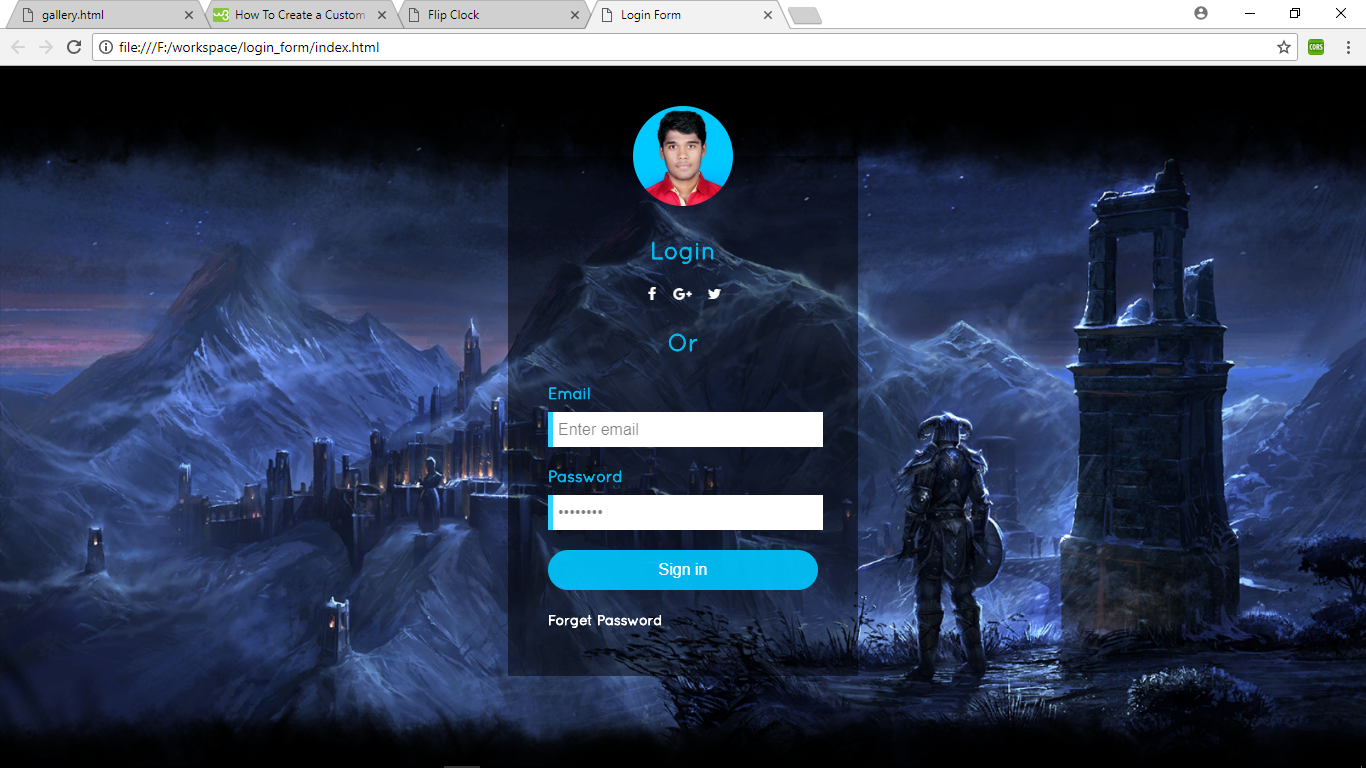 gallery.html
How To Create a Custom
Flip Clock
Login Form
file:///F:/workspace/login_form/index.html
CORS
Login
Or
Email
Enter email
Password
••••••••
Sign in
Forget Password